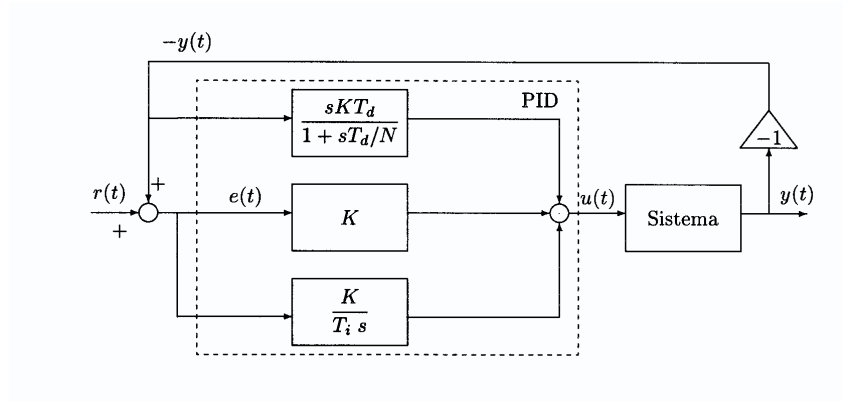 −y(t)
PID
sKT_d
1 + sT_d/N
−1
r(t)
+
+
e(t)
K
u(t)
Sistema
y(t)
K
T_i s